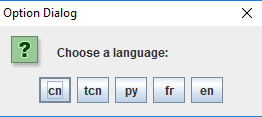 Option Dialog
Choose a language:
cn tcn py fr en